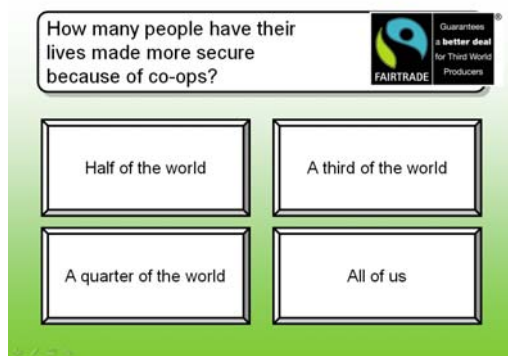 How many people have their
lives made more secure
because of co-ops?
FAIRTRADE
®
Guarantees
a better deal
for Third World
Producers
Half of the world
A third of the world
A quarter of the world
All of us